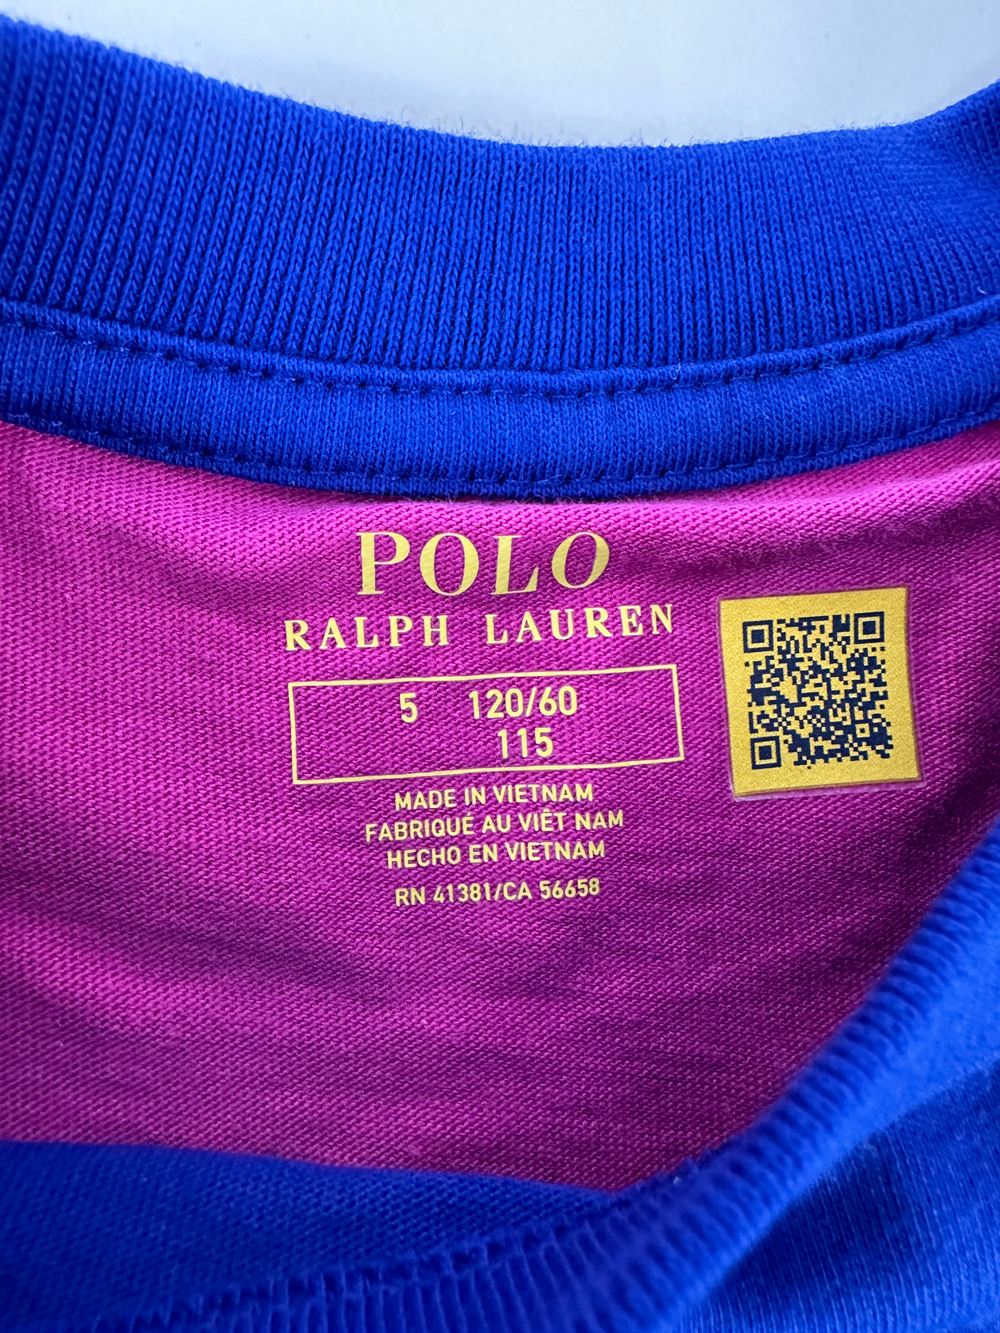 POLO
RALPH LAUREN
5 120/60
115
MADE IN VIETNAM
FABRIQUÉ AU VIÊT NAM
HECHO EN VIETNAM
RN 41381/CA 56658